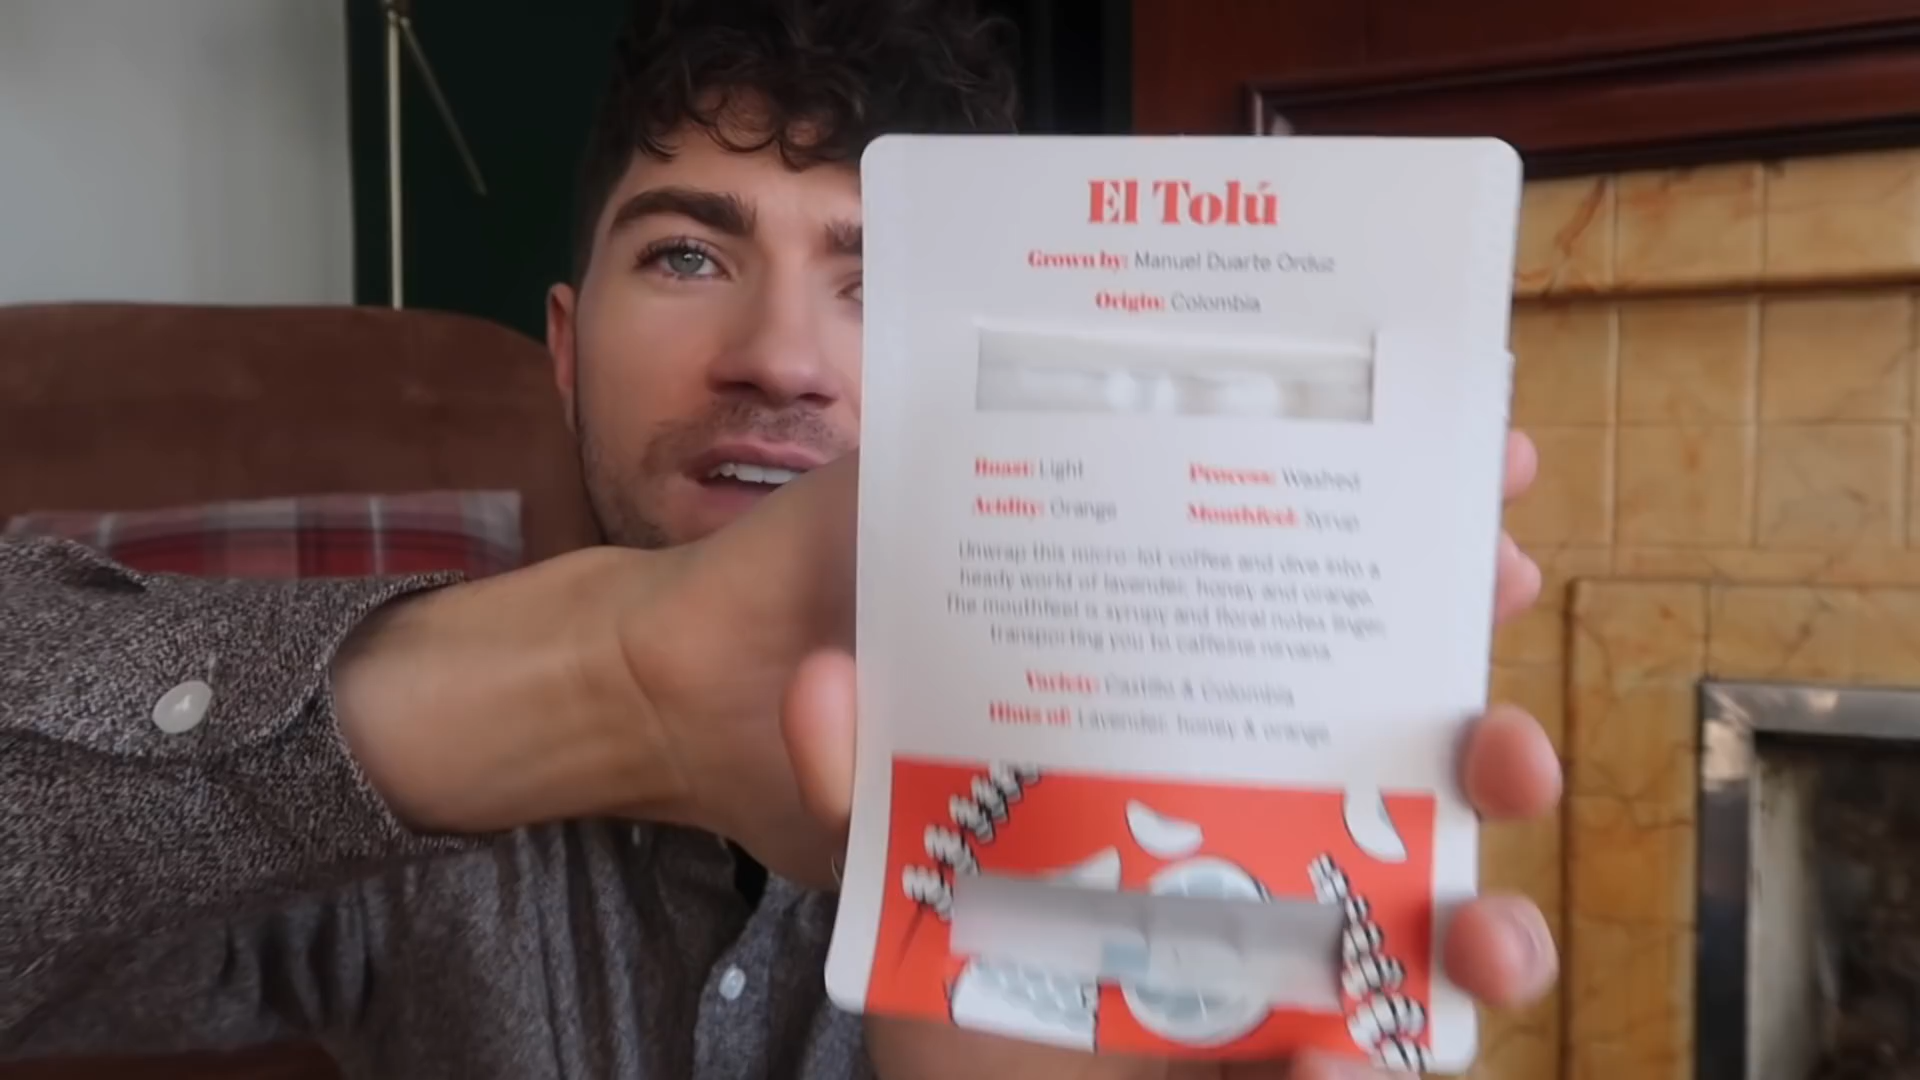 El Tolú
Grown by: Manuel Duarte Orduz
Origin: Colombia
Roast: Light
Process: Washed
Acidity: Orange
Mouthfeel: Syrup
Unwrap this micro-lot coffee and dive into a
heady world of lavender, honey and orange.
The mouthfeel is syrupy and floral notes linger,
transporting you to caffeine nirvana.
Variety: Castillo & Colombia
Hints of: Lavender, honey & orange